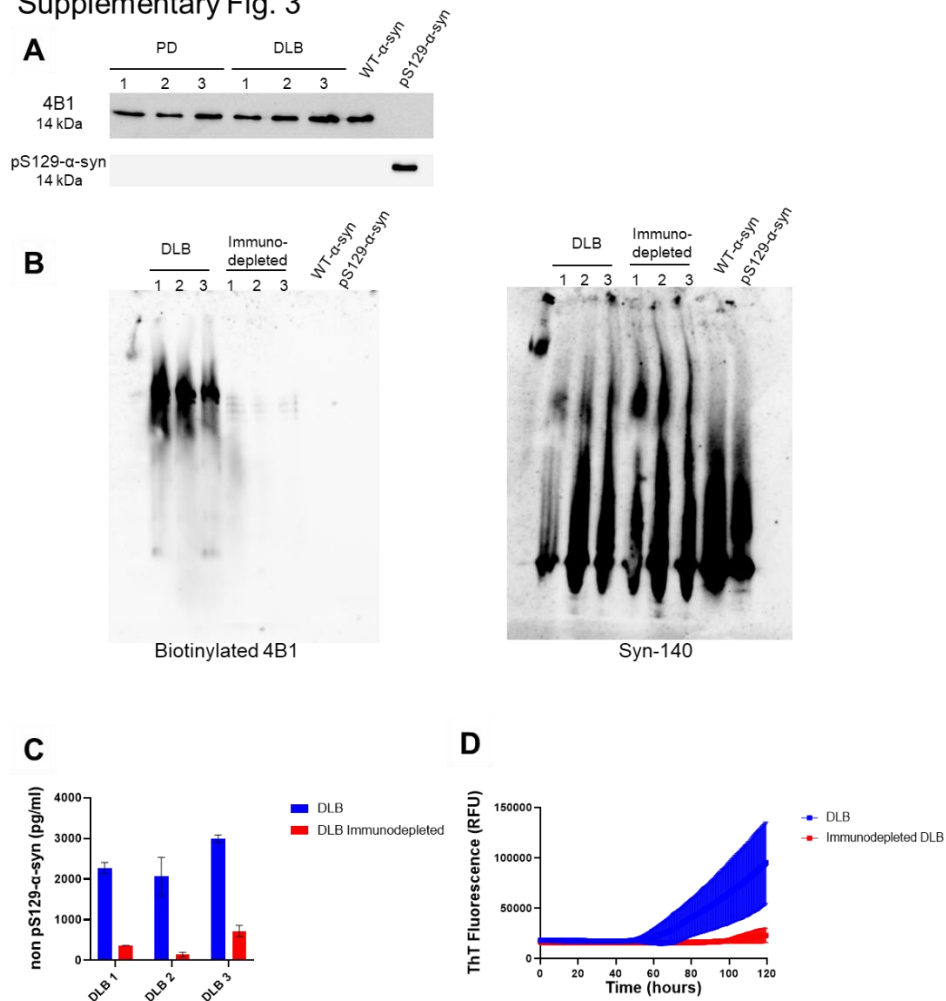 Supplementary Fig. 3
A
PD DLB WT-α-syn pS129-α-syn
1 2 3 1 2 3
4B1
14 kDa
pS129-α-syn
14 kDa
B
DLB Immuno-depleted WT-α-syn pS129-α-syn
1 2 3 1 2 3
Biotinylated 4B1
DLB Immuno-depleted WT-α-syn pS129-α-syn
1 2 3 1 2 3
Syn-140
C
non pS129-α-syn (pg/ml)
4000
3000
2000
1000
0
DLB 1 DLB 2 DLB 3
DLB
DLB Immunodepleted
D
ThT Fluorescence (RFU)
150000
100000
50000
0
0 20 40 60 80 100 120
Time (hours)
DLB
Immunodepleted DLB